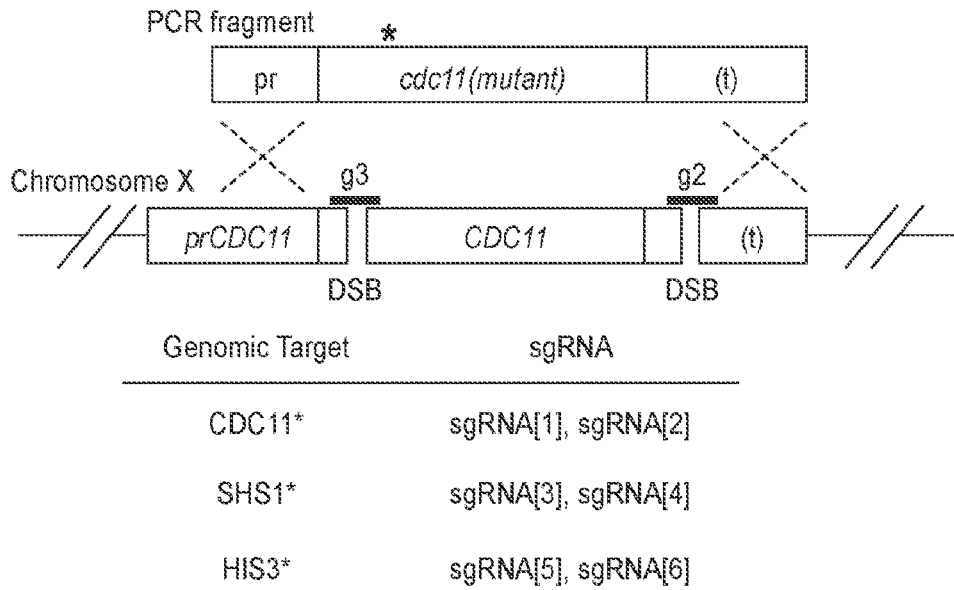 PCR fragment
*
pr cdc11(mutant) (t)
Chromosome X
g3 g2
prCDC11 CDC11 (t)
DSB DSB
Genomic Target sgRNA
CDC11* sgRNA[1], sgRNA[2]
SHS1* sgRNA[3], sgRNA[4]
HIS3* sgRNA[5], sgRNA[6]